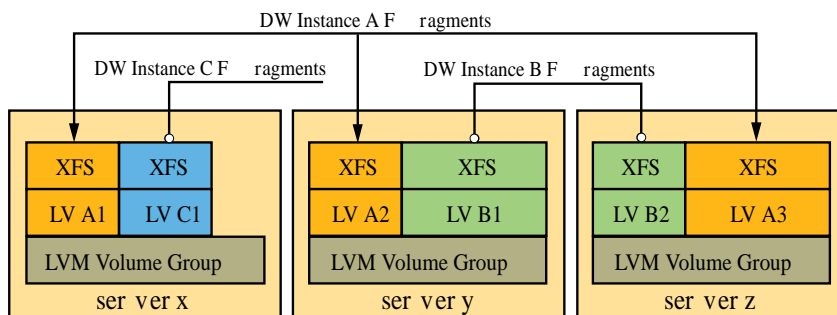 DW Instance A F ragments
DW Instance C F ragments DW Instance B F ragments
XFS XFS XFS XFS XFS XFS
LV A1 LV C1 LV A2 LV B1 LV B2 LV A3
LVM Volume Group LVM Volume Group LVM Volume Group
ser ver x ser ver y ser ver z